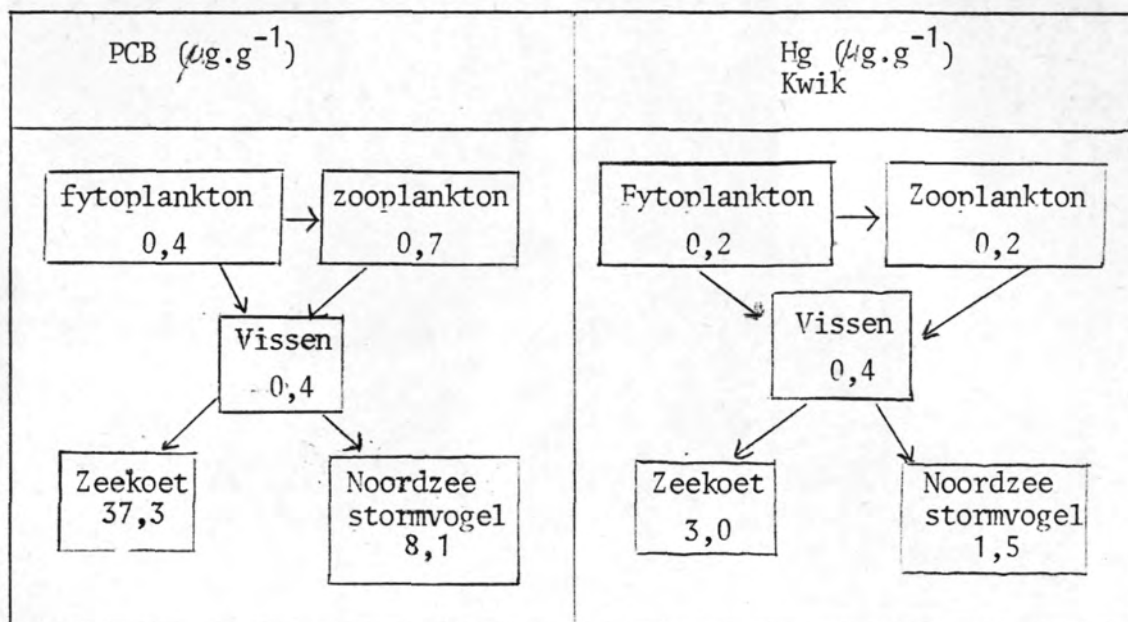 PCB (µg.g⁻¹)
Hg (µg.g⁻¹)
Kwik
fytoplankton
0,4
zooplankton
0,7
Vissen
0,4
Zeekoet
37,3
Noordzee
stormvogel
8,1
Fytoplankton
0,2
Zooplankton
0,2
Vissen
0,4
Zeekoet
3,0
Noordzee
stormvogel
1,5